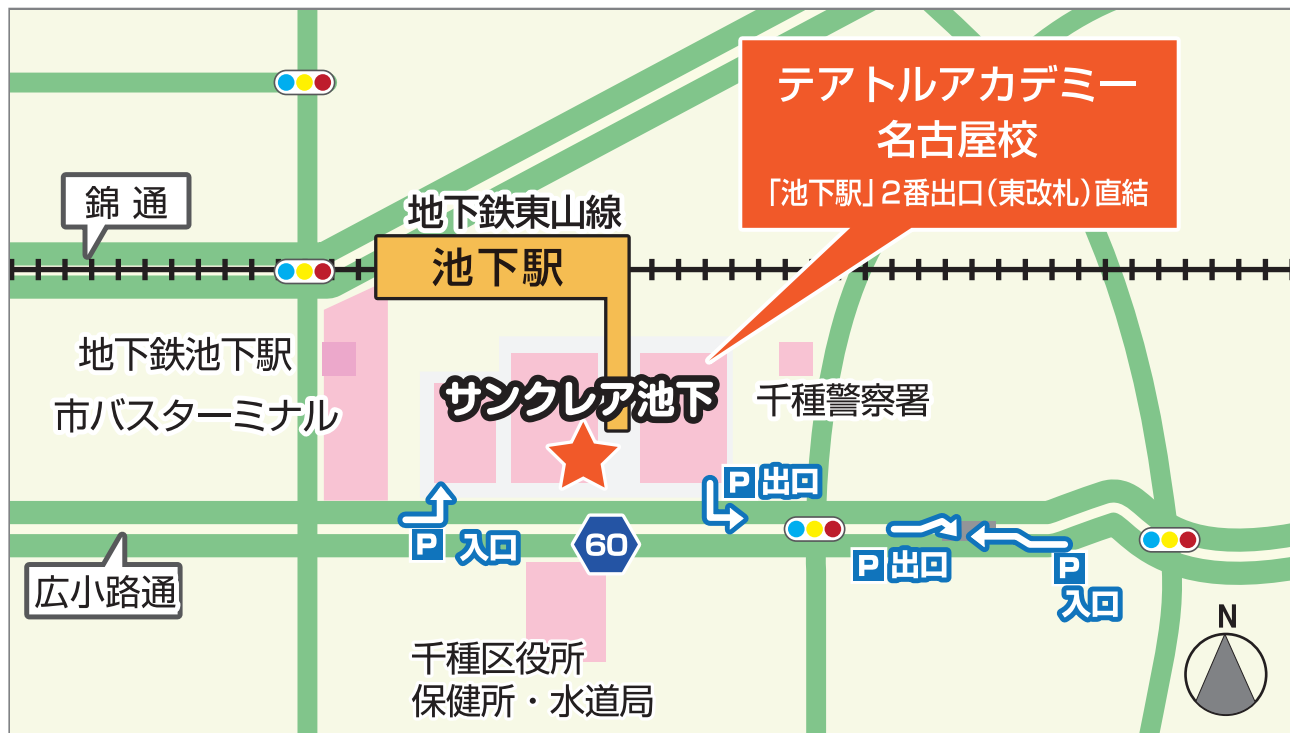 テアトルアカデミー
名古屋校
「池下駅」2番出口(東改札)直結
錦 通
地下鉄東山線
池下駅
地下鉄池下駅
市バスターミナル
サンクレア池下
千種警察署
P 出口
P 入口
60
P 出口
P
入口
広小路通
千種区役所
保健所・水道局
N